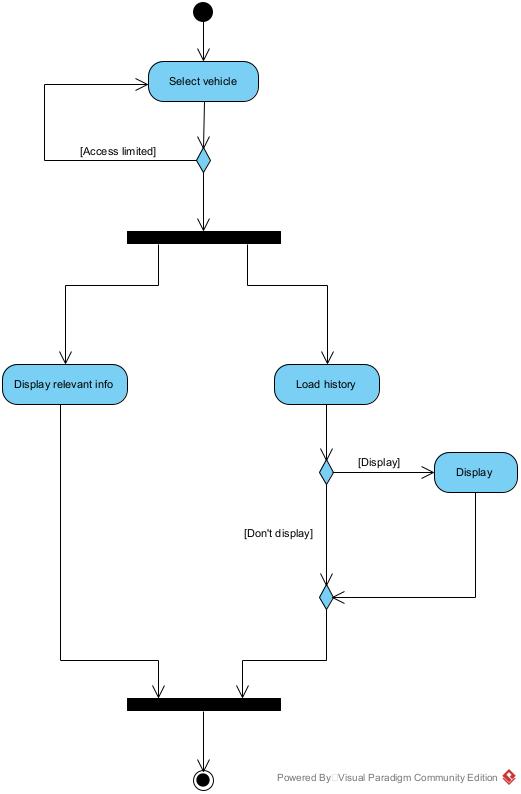 Select vehicle
[Access limited]
Display relevant info
Load history
[Display]
Display
[Don't display]
Powered By Visual Paradigm Community Edition